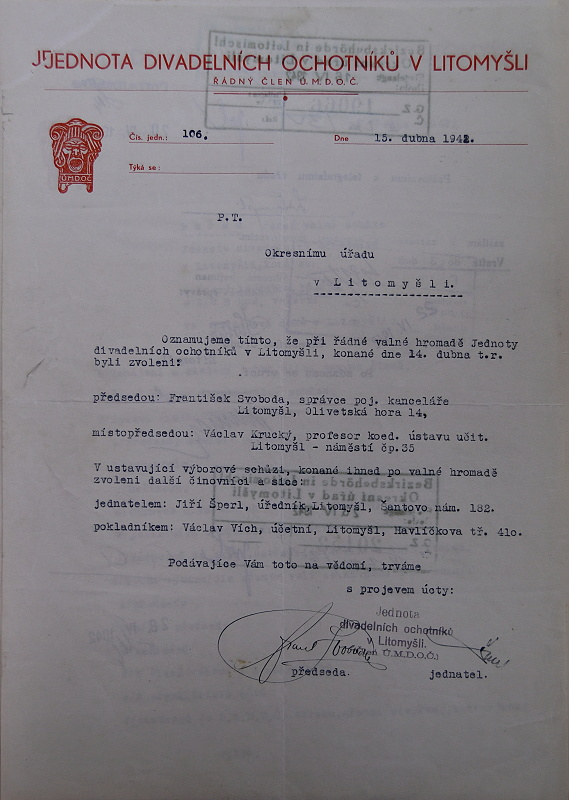 JEDNOTA DIVADELNÍCH OCHOTNÍKŮ V LITOMYŠLI
ŘÁDNÝ ČLEN Ú.M.D.O.Č.
Ú.M.D.O.Č.
Čís. jedn.: 106.
Dne 15. dubna 1942.
Týká se:
P.T.
Okresnímu úřadu
v Litomyšli.
Oznamujeme tímto, že při řádné valné hromadě Jednoty
divadelních ochotníků v Litomyšli, konané dne 14. dubna t.r.
byli zvoleni:
předsedou: František Svoboda, správce poj. kanceláře
Litomyšl, Olivetská hora 14,
místopředsedou: Václav Krucký, profesor koed. ústavu učit.
Litomyšl - náměstí čp.35
V ustavující výborové schůzi, konané ihned po valné hromadě
zvoleni další činovníci a sice:
jednatelem: Jiří Šperl, úředník,Litomyšl, Šantovo nám. 182.
pokladníkem: Václav Vich, účetní, Litomyšl, Havlíčkova tř. 410.
Podávajíce Vám toto na vědomí, trváme
s projevem úcty:
Jednota
divadelních ochotníků
v Litomyšli.
Ú.M.D.O.Č.)
předseda. jednatel.